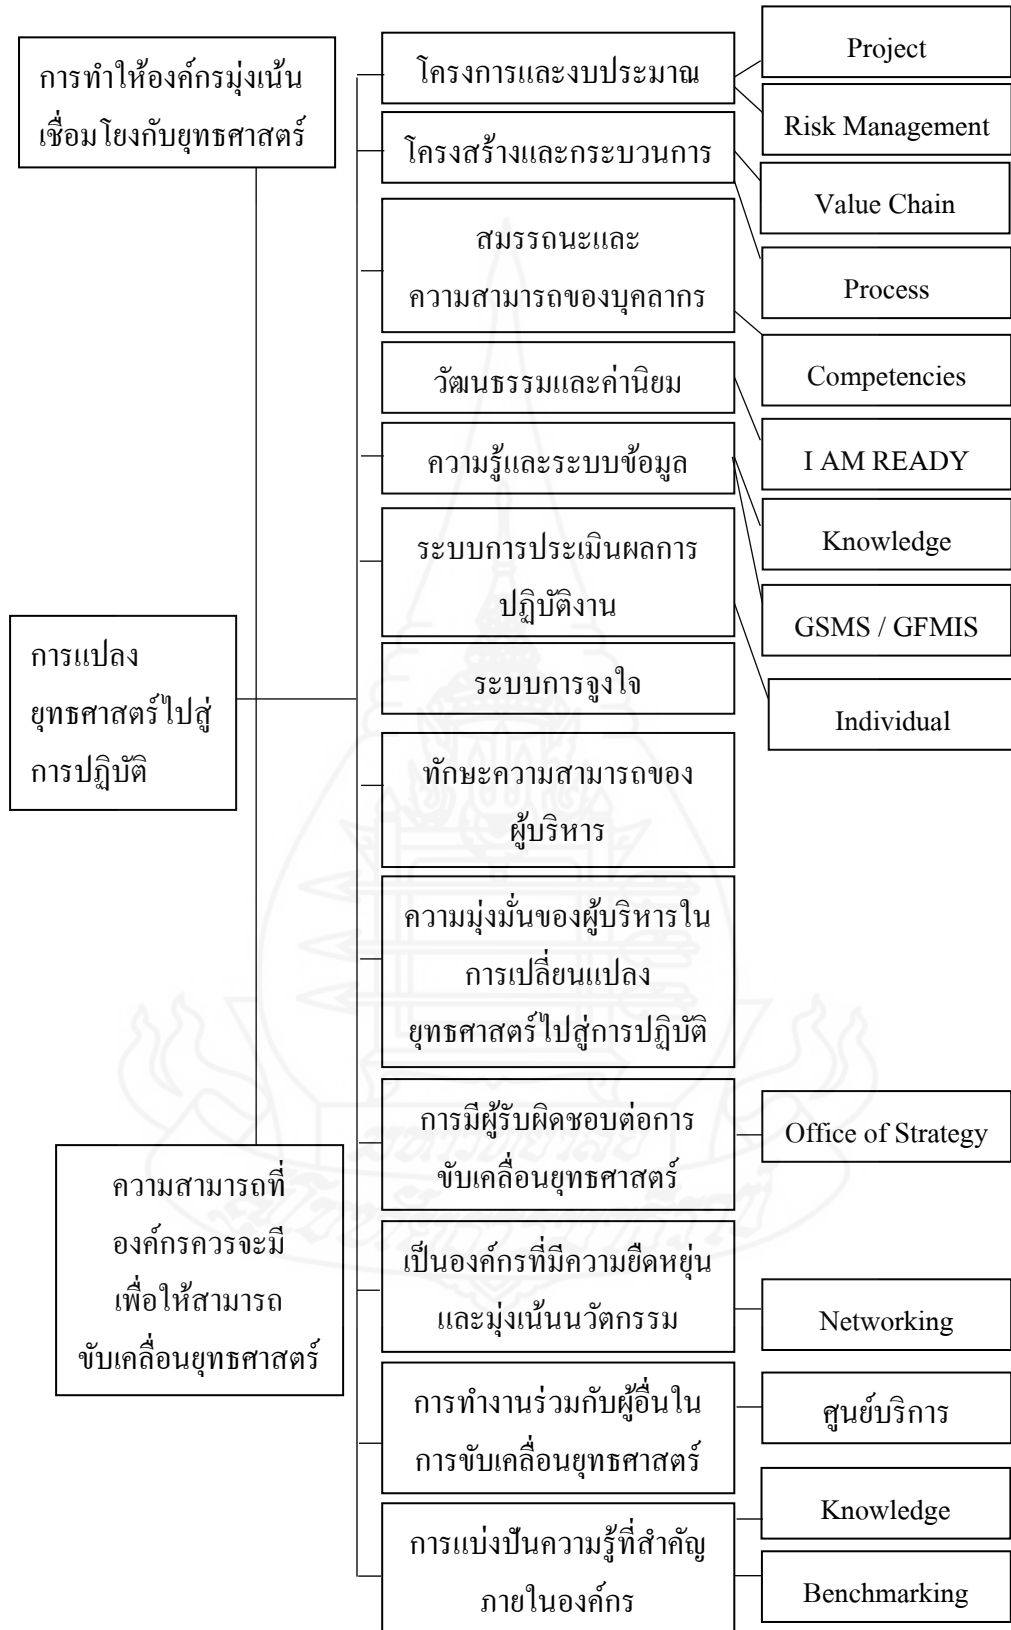 การทำให้องค์กรมุ่งเน้น
เชื่อมโยงกับยุทธศาสตร์
การแปลง
ยุทธศาสตร์ไปสู่
การปฏิบัติ
ความสามารถที่
องค์กรควรจะมี
เพื่อให้สามารถ
ขับเคลื่อนยุทธศาสตร์
โครงการและงบประมาณ
โครงสร้างและกระบวนการ
สมรรถนะและ
ความสามารถของบุคลากร
วัฒนธรรมและค่านิยม
ความรู้และระบบข้อมูล
ระบบการประเมินผลการ
ปฏิบัติงาน
ระบบการจูงใจ
ทักษะความสามารถของ
ผู้บริหาร
ความมุ่งมั่นของผู้บริหารใน
การเปลี่ยนแปลง
ยุทธศาสตร์ไปสู่การปฏิบัติ
การมีผู้รับผิดชอบต่อการ
ขับเคลื่อนยุทธศาสตร์
เป็นองค์กรที่มีความยืดหยุ่น
และมุ่งเน้นนวัตกรรม
การทำงานร่วมกับผู้อื่นใน
การขับเคลื่อนยุทธศาสตร์
การแบ่งปันความรู้ที่สำคัญ
ภายในองค์กร
Project
Risk Management
Value Chain
Process
Competencies
I AM READY
Knowledge
GSMS / GFMIS
Individual
Office of Strategy
Networking
ศูนย์บริการ
Knowledge
Benchmarking